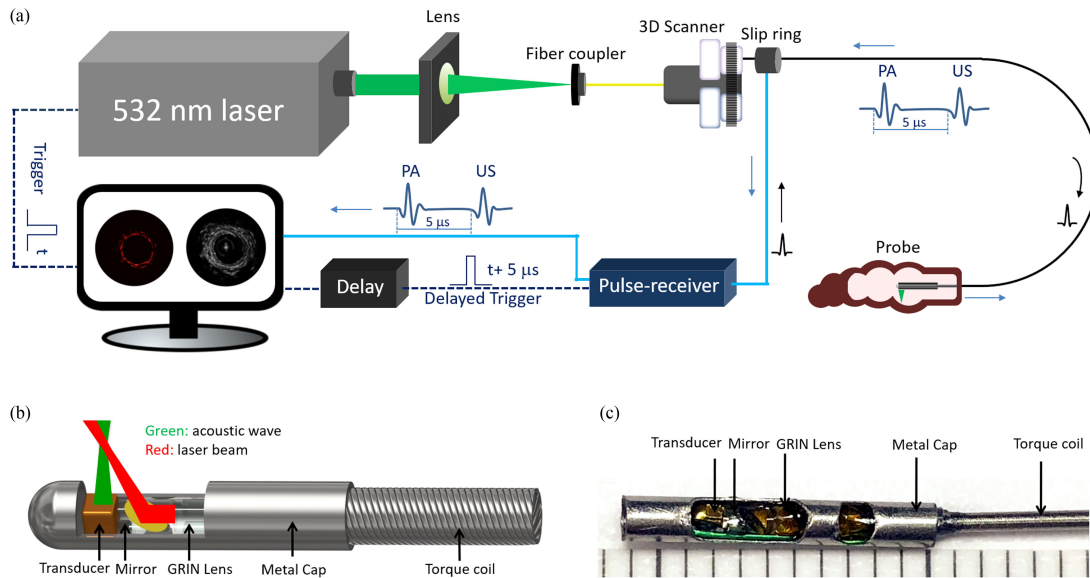 (a)
Lens
Fiber coupler
3D Scanner
Slip ring
532 nm laser
PA
US
5 µs
Trigger
t
PA
US
5 µs
Probe
Delay
t+ 5 µs
Delayed Trigger
Pulse-receiver
(b)
Green: acoustic wave
Red: laser beam
Transducer
Mirror
GRIN Lens
Metal Cap
Torque coil
(c)
Transducer
Mirror
GRIN Lens
Metal Cap
Torque coil